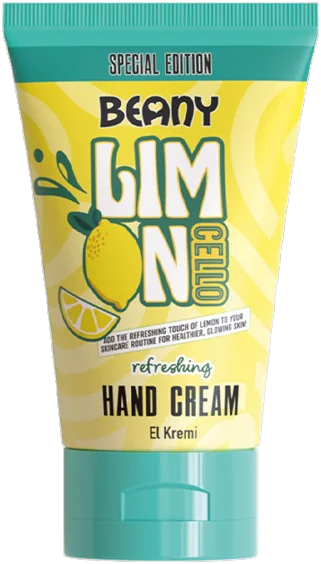 SPECIAL EDITION
BEANY
LIM
N
CELLO
ADD THE REFRESHING TOUCH OF LEMON TO YOUR
SKINCARE ROUTINE FOR HEALTHIER, GLOWING SKIN!
refreshing
HAND CREAM
El Kremi